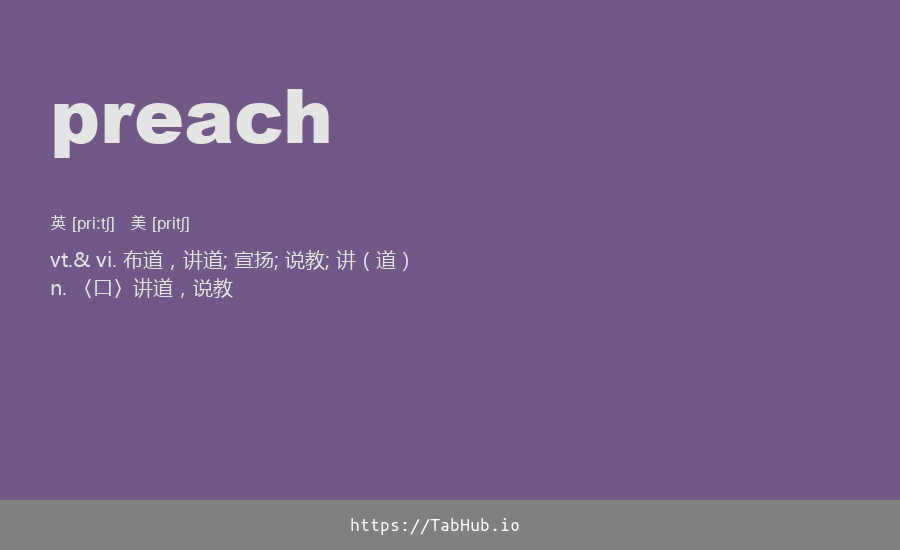 preach
英 [pri:tʃ] 美 [pritʃ]
vt.& vi. 布道，讲道; 宣扬; 说教; 讲（道）
n. 〈口〉讲道，说教
https://TabHub.io